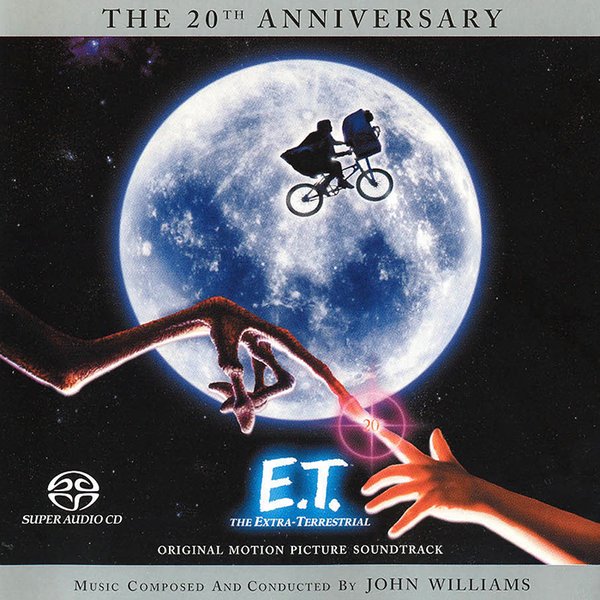 THE 20TH ANNIVERSARY
20
E.T.
THE EXTRA-TERRESTRIAL
SUPER AUDIO CD
ORIGINAL MOTION PICTURE SOUNDTRACK
MUSIC COMPOSED AND CONDUCTED BY JOHN WILLIAMS